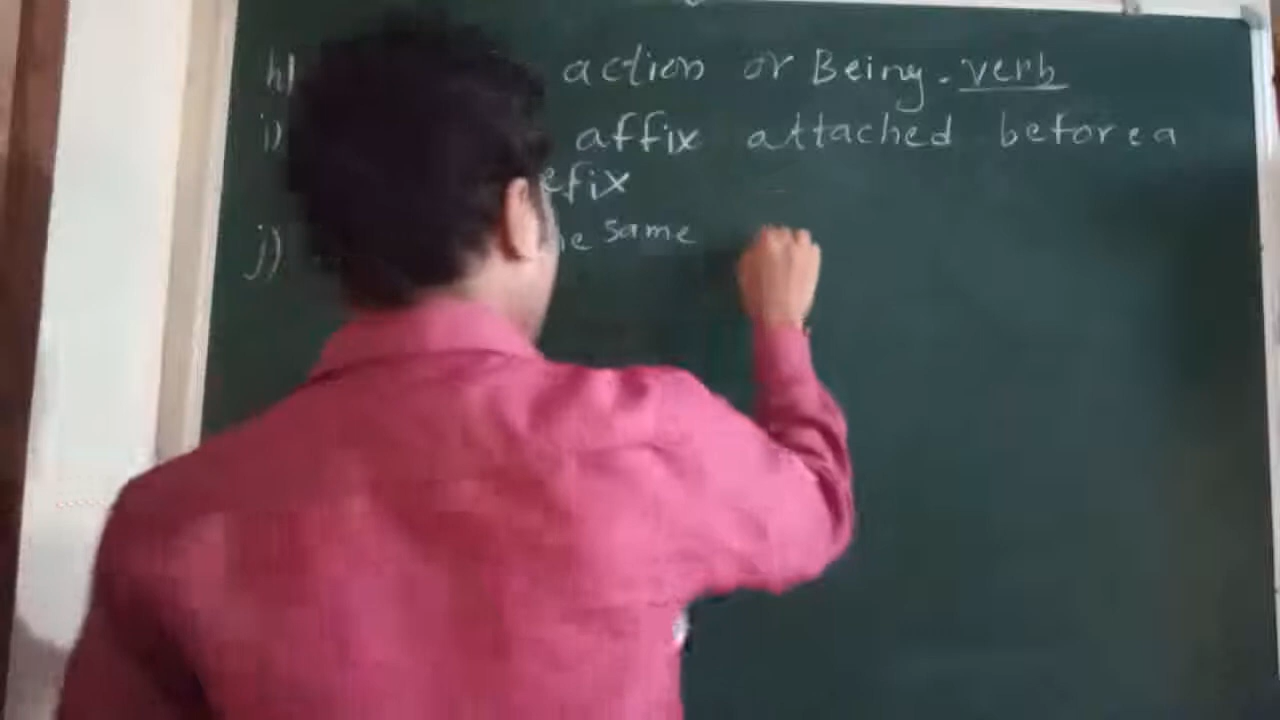 h) action or Being. verb
i) affix attached before a
efix
j) he same